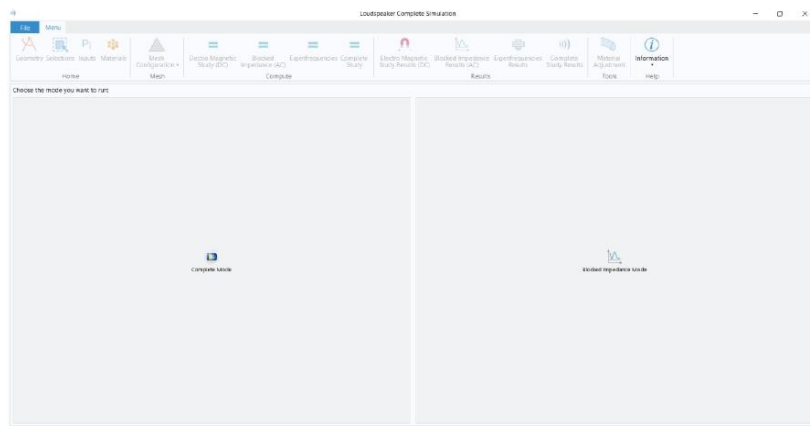 Loudspeaker Complete Simulation
File Menu
Geometry Selections Inputs Materials Mesh Configuration Electro Magnetic Study (DC) Blocked Impedance (AC) Eigenfrequencies Complete Study Electro Magnetic Study Results (DC) Blocked Impedance Results (AC) Eigenfrequencies Results Complete Study Results Material Adjustment Information
Home Mesh Compute Results Tools Help
Choose the mode you want to run:
Complete Mode Blocked Impedance Mode